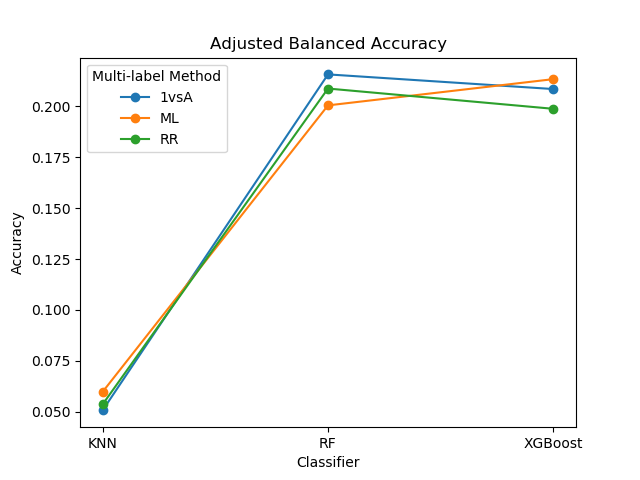 Adjusted Balanced Accuracy
Multi-label Method
1vsA
ML
RR
Accuracy
0.200
0.175
0.150
0.125
0.100
0.075
0.050
KNN
RF
XGBoost
Classifier